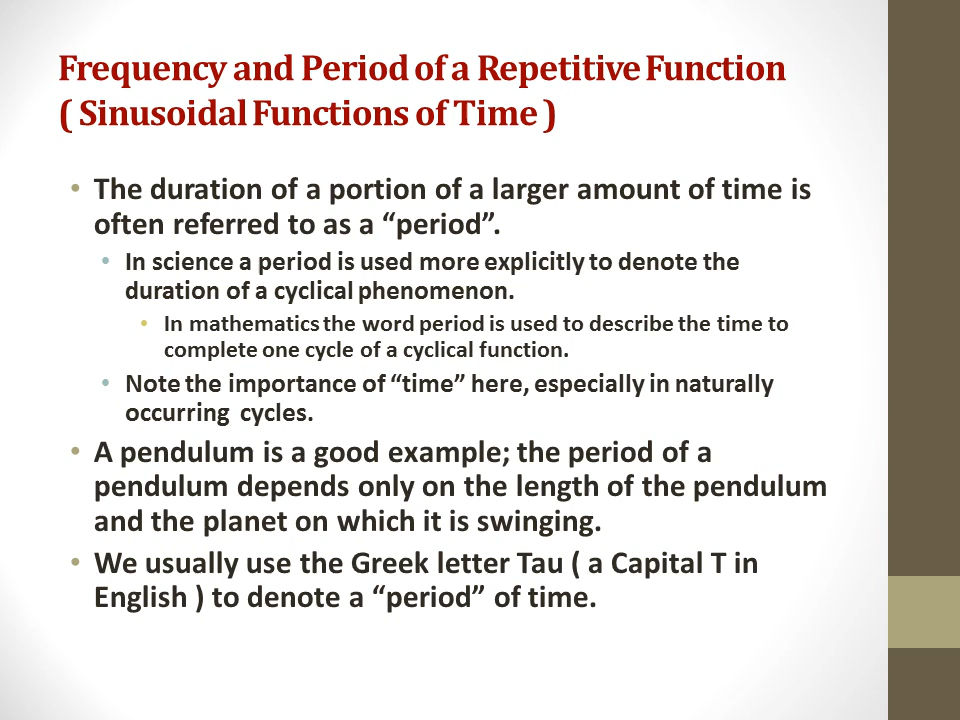 Frequency and Period of a Repetitive Function
( Sinusoidal Functions of Time )
• The duration of a portion of a larger amount of time is
often referred to as a “period”.
• In science a period is used more explicitly to denote the
duration of a cyclical phenomenon.
• In mathematics the word period is used to describe the time to
complete one cycle of a cyclical function.
• Note the importance of “time” here, especially in naturally
occurring cycles.
• A pendulum is a good example; the period of a
pendulum depends only on the length of the pendulum
and the planet on which it is swinging.
• We usually use the Greek letter Tau ( a Capital T in
English ) to denote a “period” of time.